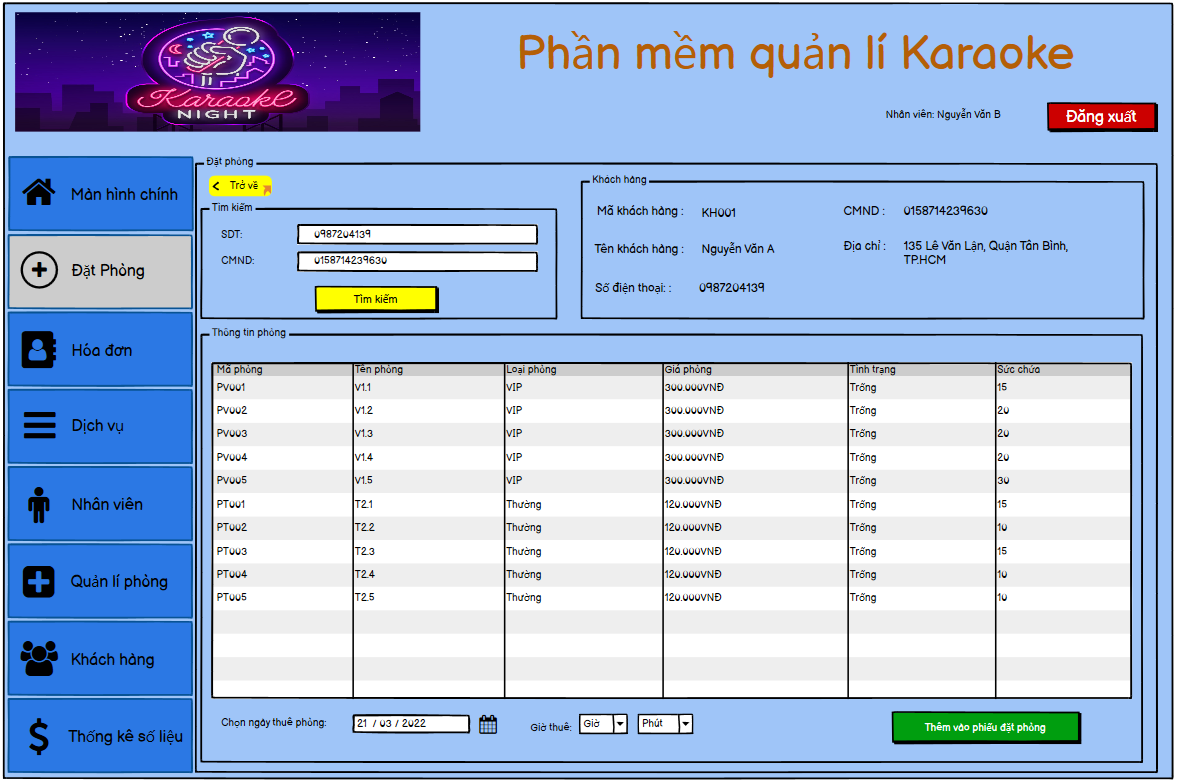 Karaoke
NIGHT
Phần mềm quản lí Karaoke
Nhân viên: Nguyễn Văn B
Đăng xuất
Màn hình chính
Đặt Phòng
Hóa đơn
Dịch vụ
Nhân viên
Quản lí phòng
Khách hàng
Thống kê số liệu
Đặt phòng
Trở về
Tìm kiếm
SDT: 0987204139
CMND: 0158714239630
Tìm kiếm
Khách hàng
Mã khách hàng : KH001
CMND : 0158714239630
Tên khách hàng : Nguyễn Văn A
Địa chỉ : 135 Lê Văn Lận, Quận Tân Bình,
TP.HCM
Số điện thoại: : 0987204139
Thông tin phòng
Mã phòng Tên phòng Loại phòng Giá phòng Tình trạng Sức chứa
PV001 V1.1 VIP 300.000VNĐ Trống 15
PV002 V1.2 VIP 300.000VNĐ Trống 20
PV003 V1.3 VIP 300.000VNĐ Trống 20
PV004 V1.4 VIP 300.000VNĐ Trống 20
PV005 V1.5 VIP 300.000VNĐ Trống 30
PT001 T2.1 Thường 120.000VNĐ Trống 15
PT002 T2.2 Thường 120.000VNĐ Trống 10
PT003 T2.3 Thường 120.000VNĐ Trống 15
PT004 T2.4 Thường 120.000VNĐ Trống 10
PT005 T2.5 Thường 120.000VNĐ Trống 10
Chọn ngày thuê phòng: 21 / 03 / 2022 Giờ thuê: Giờ Phút
Thêm vào phiếu đặt phòng